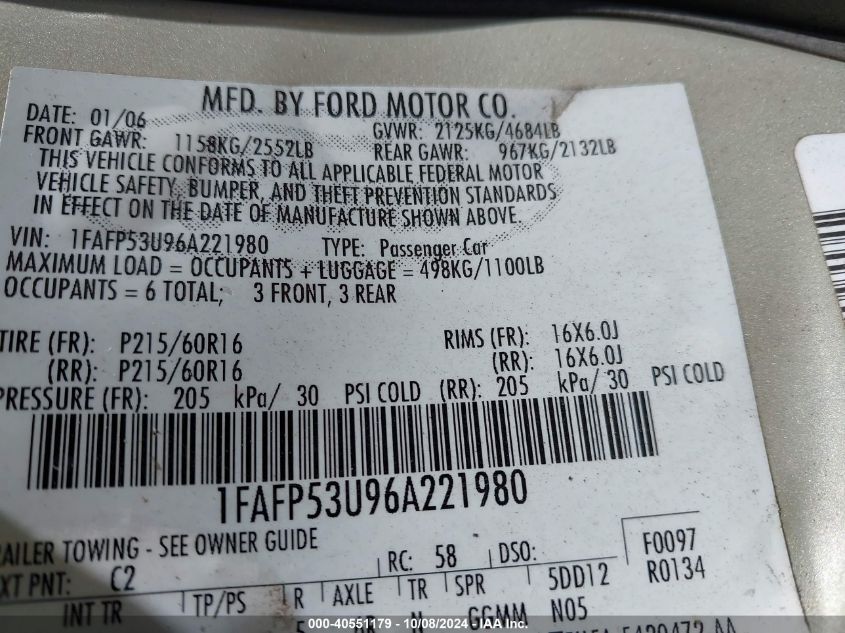 MFD. BY FORD MOTOR CO.
DATE: 01/06 GVWR: 2125KG/4684LB
FRONT GAWR: 1158KG/2552LB REAR GAWR: 967KG/2132LB
THIS VEHICLE CONFORMS TO ALL APPLICABLE FEDERAL MOTOR
VEHICLE SAFETY, BUMPER, AND THEFT PREVENTION STANDARDS
IN EFFECT ON THE DATE OF MANUFACTURE SHOWN ABOVE.
VIN: 1FAFP53U96A221980 TYPE: Passenger Car
MAXIMUM LOAD = OCCUPANTS + LUGGAGE = 498KG/1100LB
OCCUPANTS = 6 TOTAL; 3 FRONT, 3 REAR
TIRE (FR): P215/60R16 RIMS (FR): 16X6.0J
(RR): P215/60R16 (RR): 16X6.0J
PRESSURE (FR): 205 kPa/ 30 PSI COLD (RR): 205 kPa/ 30 PSI COLD
1FAFP53U96A221980
AILER TOWING - SEE OWNER GUIDE
RC: 58 DSO: F0097
XT PNT: C2 5DD12 R0134
INT TR TP/PS R AXLE TR SPR N05
000-40551179 - 10/08/2024 - IAA Inc.